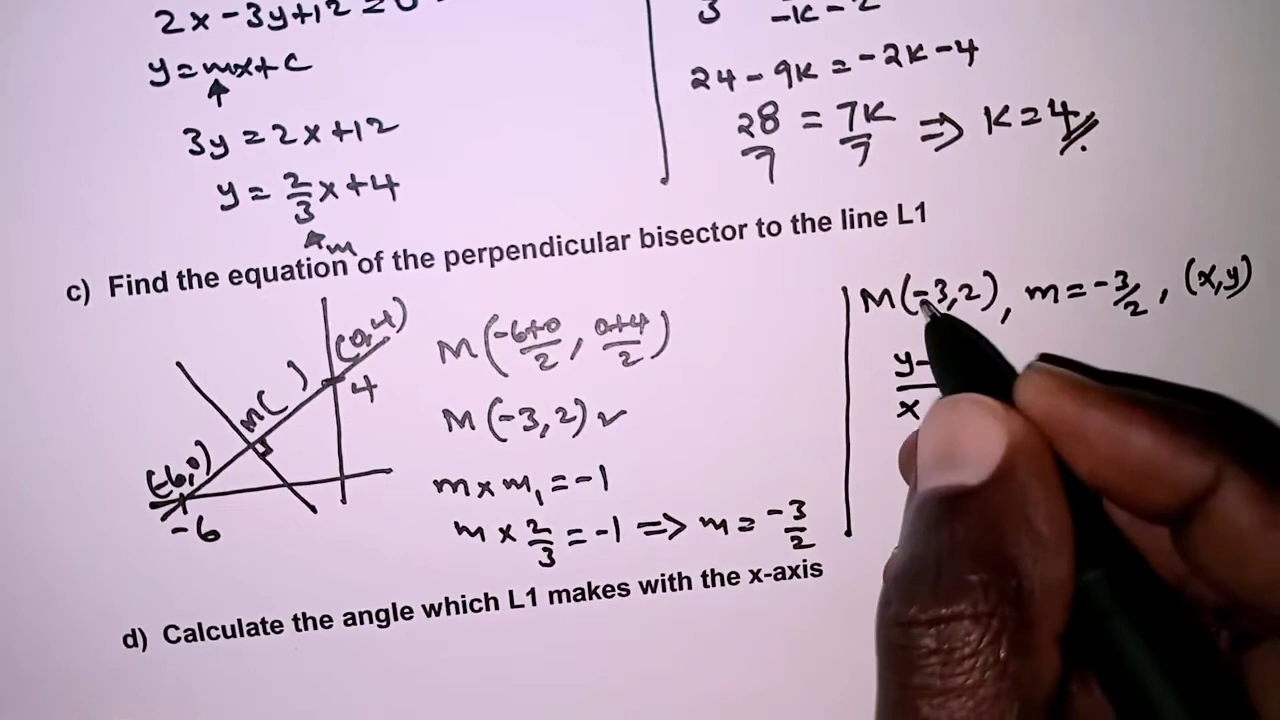 2x-3y+12=0
y=mx+c
3y=2x+12
y=2/3x+4
m
3 -k-2
24-9k=-2k-4
28/7=7k/7 ⇒ k=4
c) Find the equation of the perpendicular bisector to the line L1
(0,4)
4
m( )
(-6,0)
-6
M(-6+0/2, 0+4/2)
M(-3,2)✓
m×m₁=-1
m×2/3=-1 ⇒ m=-3/2
M(-3,2), m=-3/2, (x,y)
y-
x
d) Calculate the angle which L1 makes with the x-axis